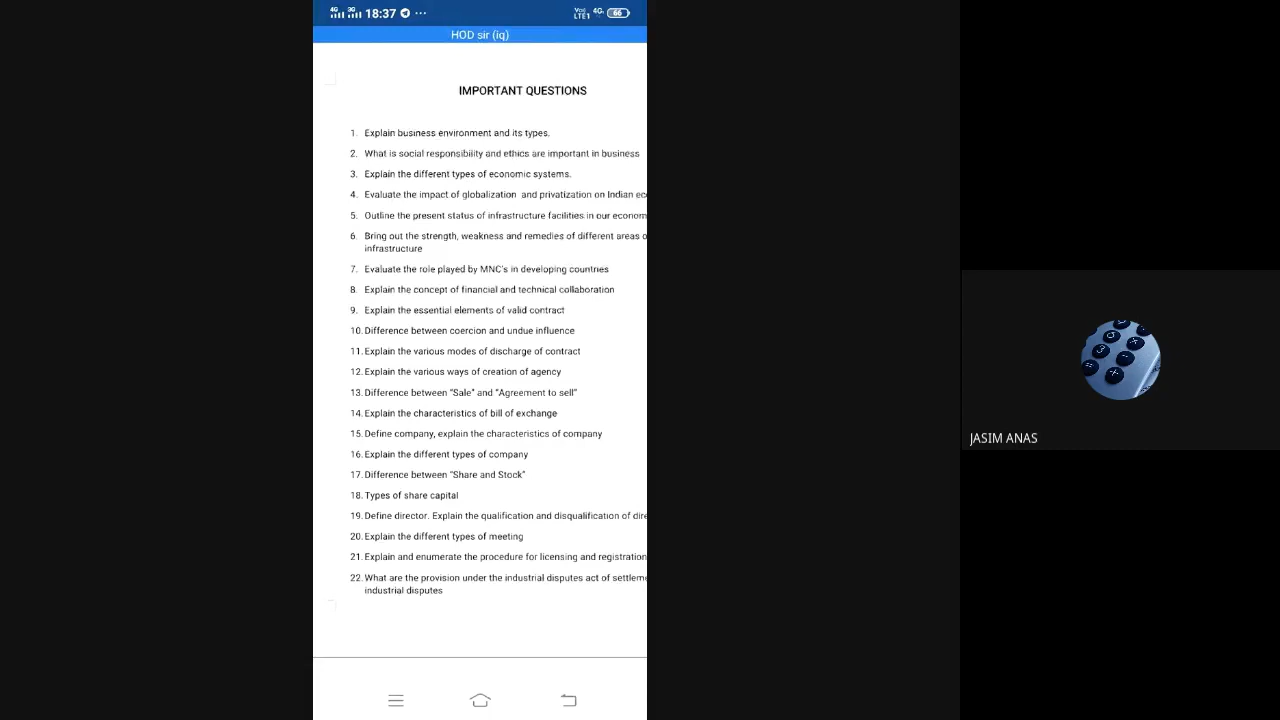 4G 3G 18:37 ...
Vo) LTE1 4G 66
HOD sir (iq)
IMPORTANT QUESTIONS
1. Explain business environment and its types.
2. What is social responsibility and ethics are important in business
3. Explain the different types of economic systems.
4. Evaluate the impact of globalization and privatization on Indian ec
5. Outline the present status of infrastructure facilities in our econom
6. Bring out the strength, weakness and remedies of different areas o
infrastructure
7. Evaluate the role played by MNC's in developing countries
8. Explain the concept of financial and technical collaboration
9. Explain the essential elements of valid contract
10. Difference between coercion and undue influence
11. Explain the various modes of discharge of contract
12. Explain the various ways of creation of agency
13. Difference between "Sale" and "Agreement to sell"
14. Explain the characteristics of bill of exchange
15. Define company, explain the characteristics of company
16. Explain the different types of company
17. Difference between "Share and Stock"
18. Types of share capital
19. Define director. Explain the qualification and disqualification of dire
20. Explain the different types of meeting
21. Explain and enumerate the procedure for licensing and registration
22. What are the provision under the industrial disputes act of settleme
industrial disputes
JASIM ANAS